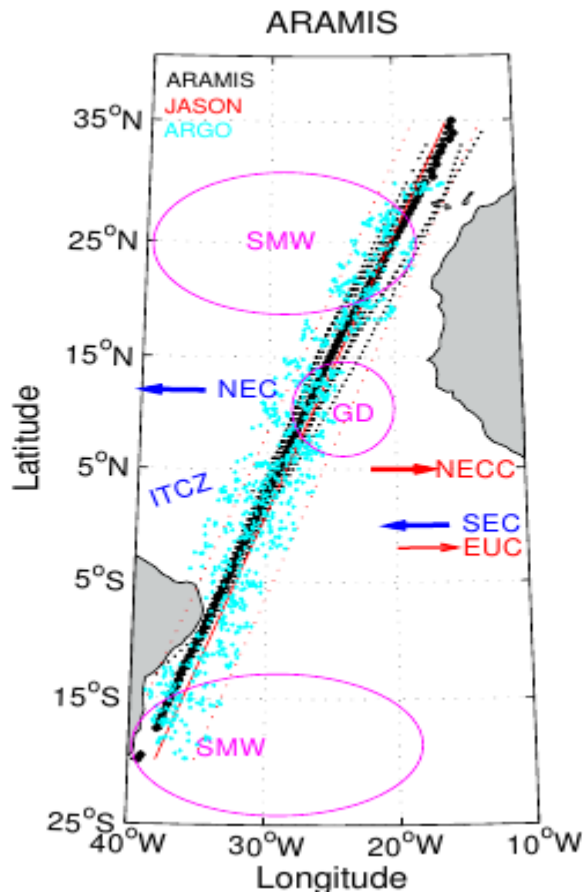 ARAMIS
ARAMIS
JASON
ARGO
35°N
SMW
25°N
15°N
NEC
GD
Latitude
5°N
NECC
ITCZ
SEC
EUC
5°S
15°S
SMW
25°S
40°W 30°W 20°W 10°W
Longitude